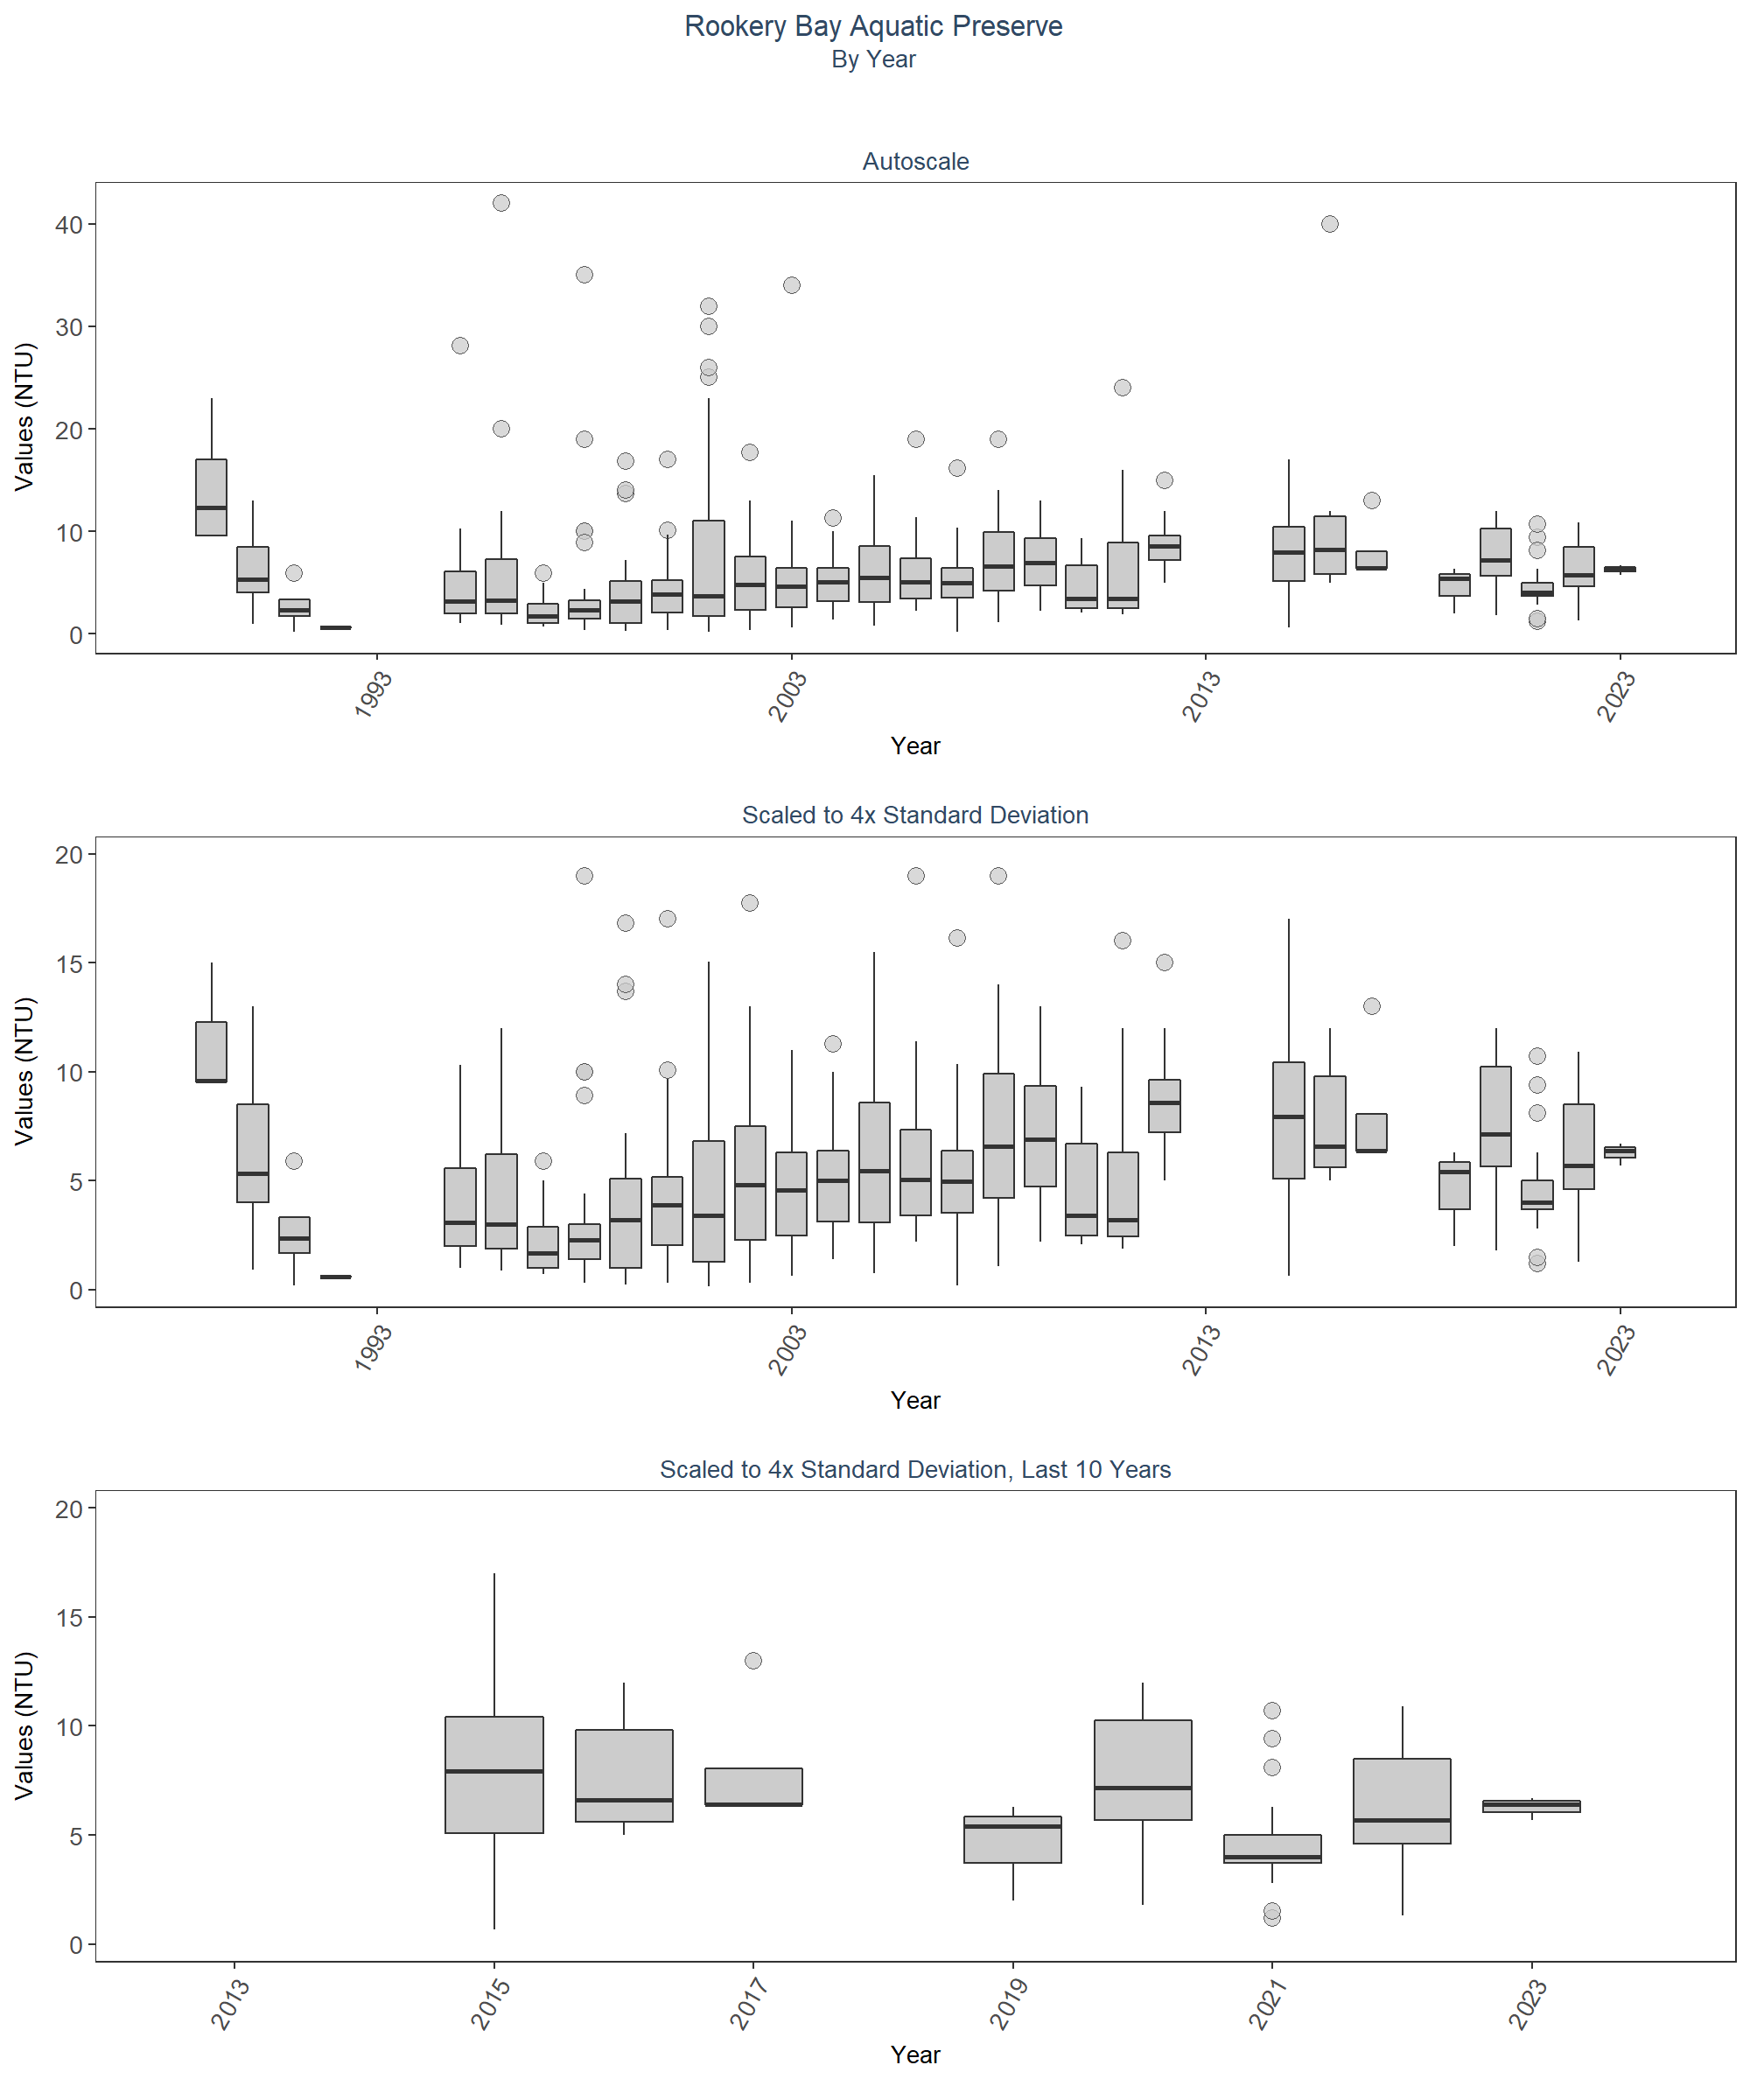 Rookery Bay Aquatic Preserve
By Year
Autoscale
Values (NTU)
40
30
20
10
0
1993
2003
2013
2023
Year
Scaled to 4x Standard Deviation
Values (NTU)
20
15
10
5
0
1993
2003
2013
2023
Year
Scaled to 4x Standard Deviation, Last 10 Years
Values (NTU)
20
15
10
5
0
2013
2015
2017
2019
2021
2023
Year